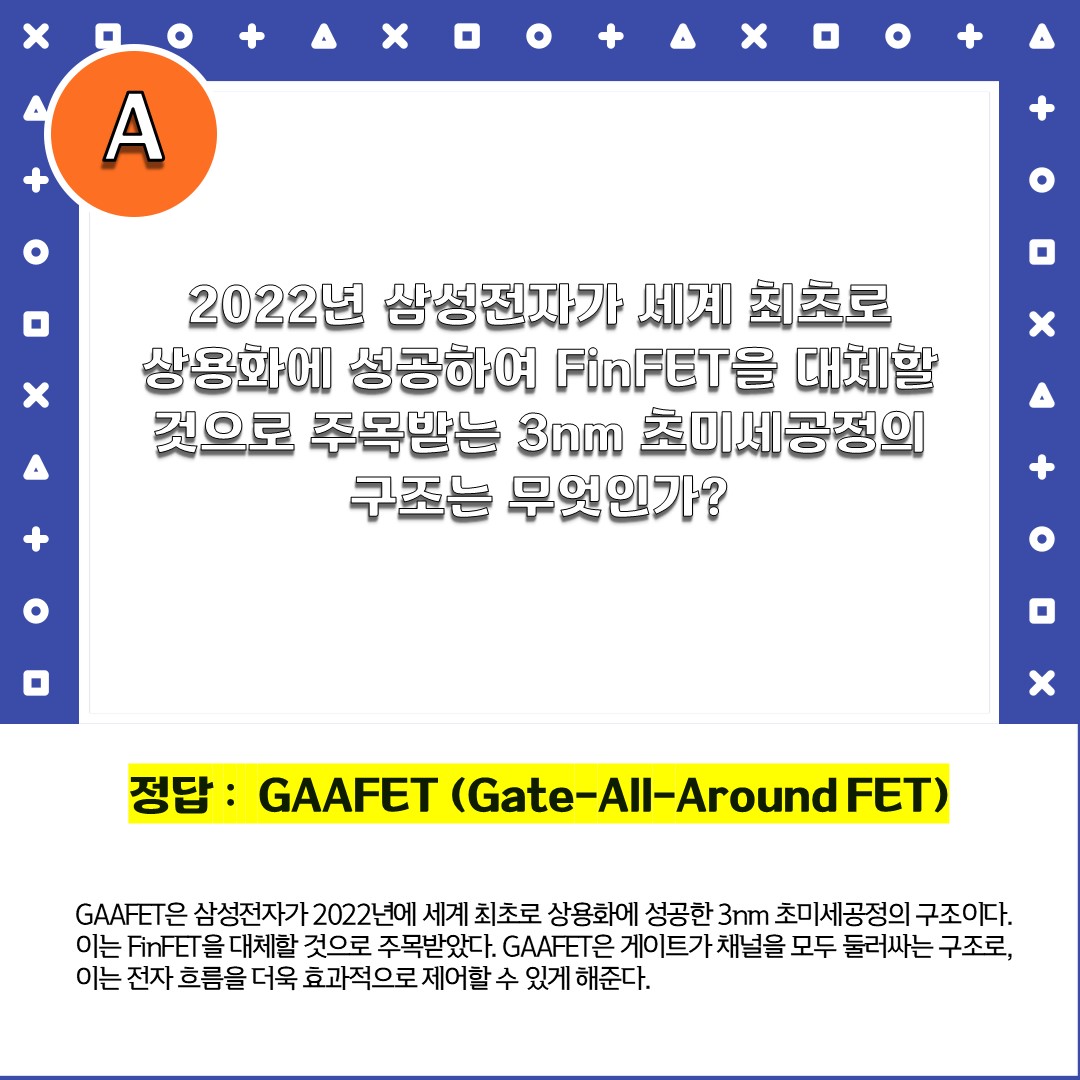 A
2022년 삼성전자가 세계 최초로
상용화에 성공하여 FinFET을 대체할
것으로 주목받는 3nm 초미세공정의
구조는 무엇인가?
정답 : GAAFET (Gate-All-Around FET)
GAAFET은 삼성전자가 2022년에 세계 최초로 상용화에 성공한 3nm 초미세공정의 구조이다.
이는 FinFET을 대체할 것으로 주목받았다. GAAFET은 게이트가 채널을 모두 둘러싸는 구조로,
이는 전자 흐름을 더욱 효과적으로 제어할 수 있게 해준다.